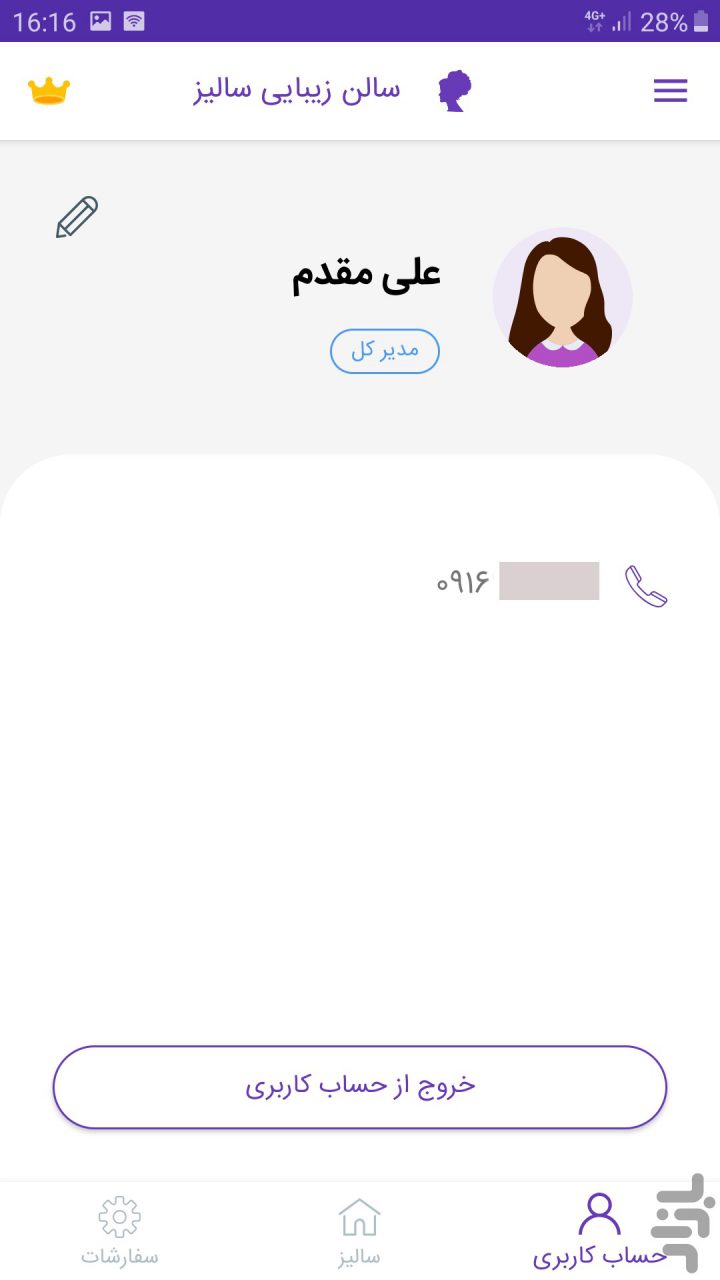 16:16 4G+ 28%
سالن زیبایی سالیز
علی مقدم
مدیر کل
۰۹۱۶
خروج از حساب کاربری
حساب کاربری سالیز سفارشات